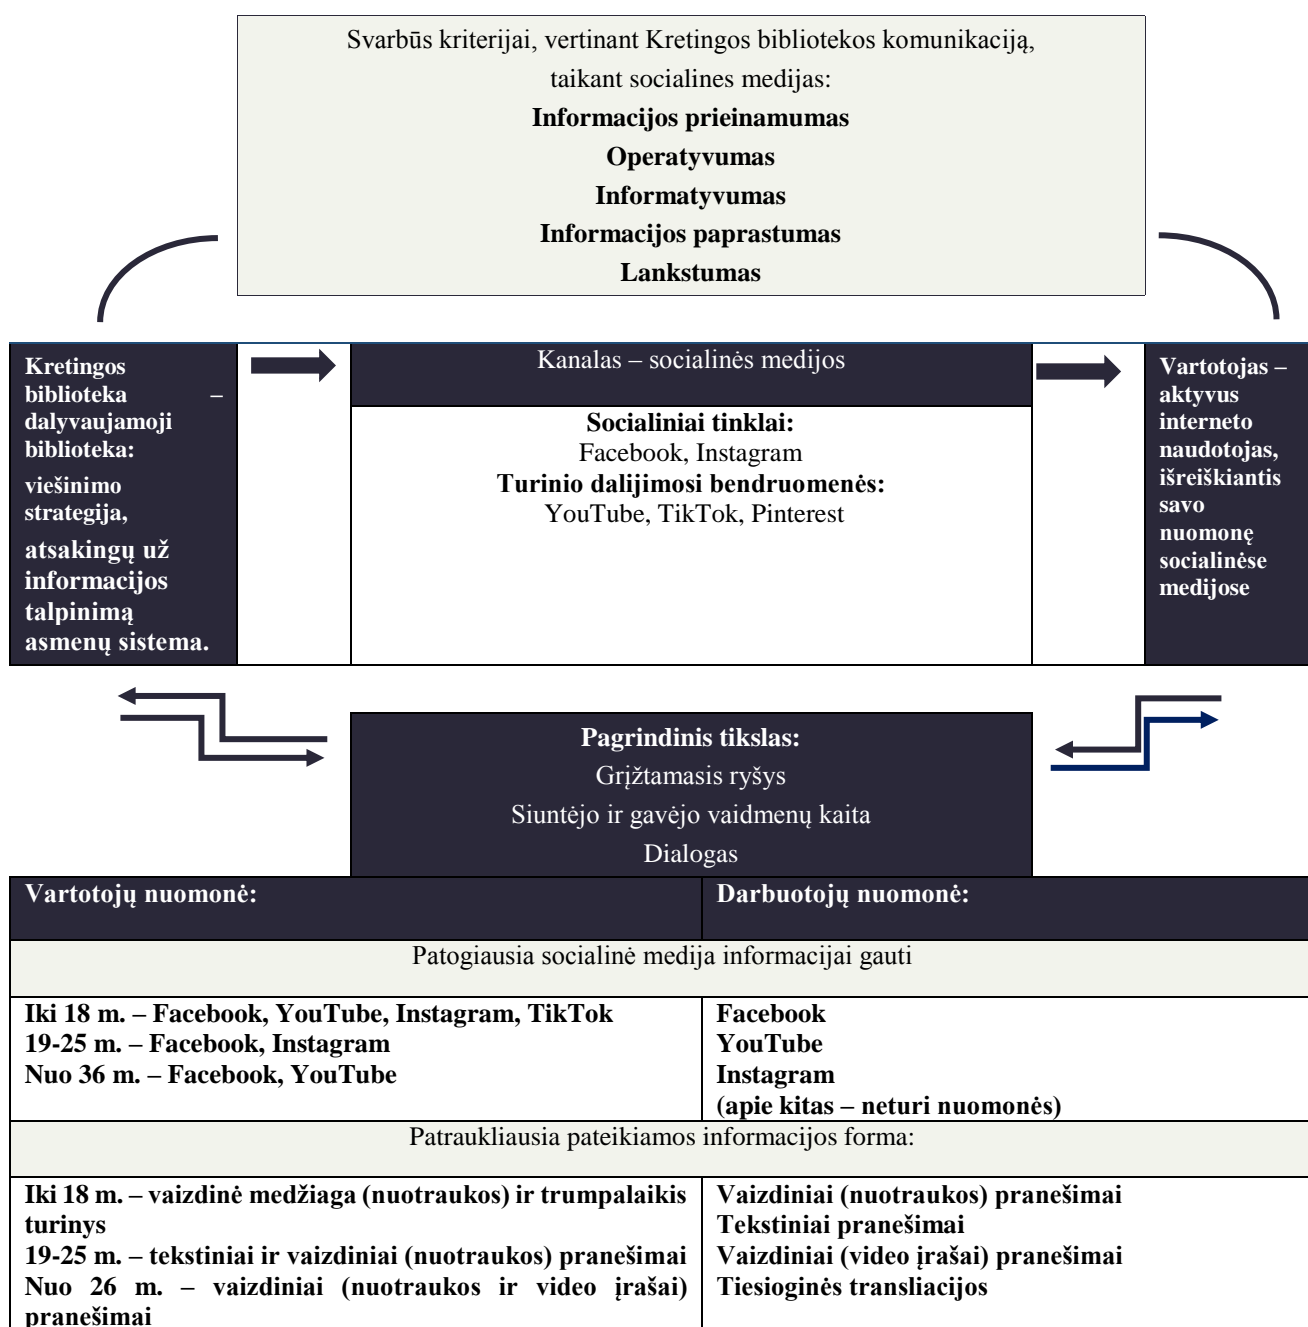 Svarbūs kriterijai, vertinant Kretingos bibliotekos komunikaciją,
taikant socialines medijas:
Informacijos prieinamumas
Operatyvumas
Informatyvumas
Informacijos paprastumas
Lankstumas
Kretingos
biblioteka –
dalyvaujamoji
biblioteka:
viešinimo
strategija,
atsakingų už
informacijos
talpinimą
asmenų sistema.
Kanalas – socialinės medijos
Socialiniai tinklai:
Facebook, Instagram
Turinio dalijimosi bendruomenės:
YouTube, TikTok, Pinterest
Vartotojas –
aktyvus
interneto
naudotojas,
išreiškiantis
savo
nuomonę
socialinėse
medijose
Pagrindinis tikslas:
Grįžtamasis ryšys
Siuntėjo ir gavėjo vaidmenų kaita
Dialogas
Vartotojų nuomonė:
Darbuotojų nuomonė:
Patogiausia socialinė medija informacijai gauti
Iki 18 m. – Facebook, YouTube, Instagram, TikTok
19-25 m. – Facebook, Instagram
Nuo 36 m. – Facebook, YouTube
Facebook
YouTube
Instagram
(apie kitas – neturi nuomonės)
Patraukliausia pateikiamos informacijos forma:
Iki 18 m. – vaizdinė medžiaga (nuotraukos) ir trumpalaikis
turinys
19-25 m. – tekstiniai ir vaizdiniai (nuotraukos) pranešimai
Nuo 26 m. – vaizdiniai (nuotraukos ir video įrašai)
pranešimai
Vaizdiniai (nuotraukos) pranešimai
Tekstiniai pranešimai
Vaizdiniai (video įrašai) pranešimai
Tiesioginės transliacijos